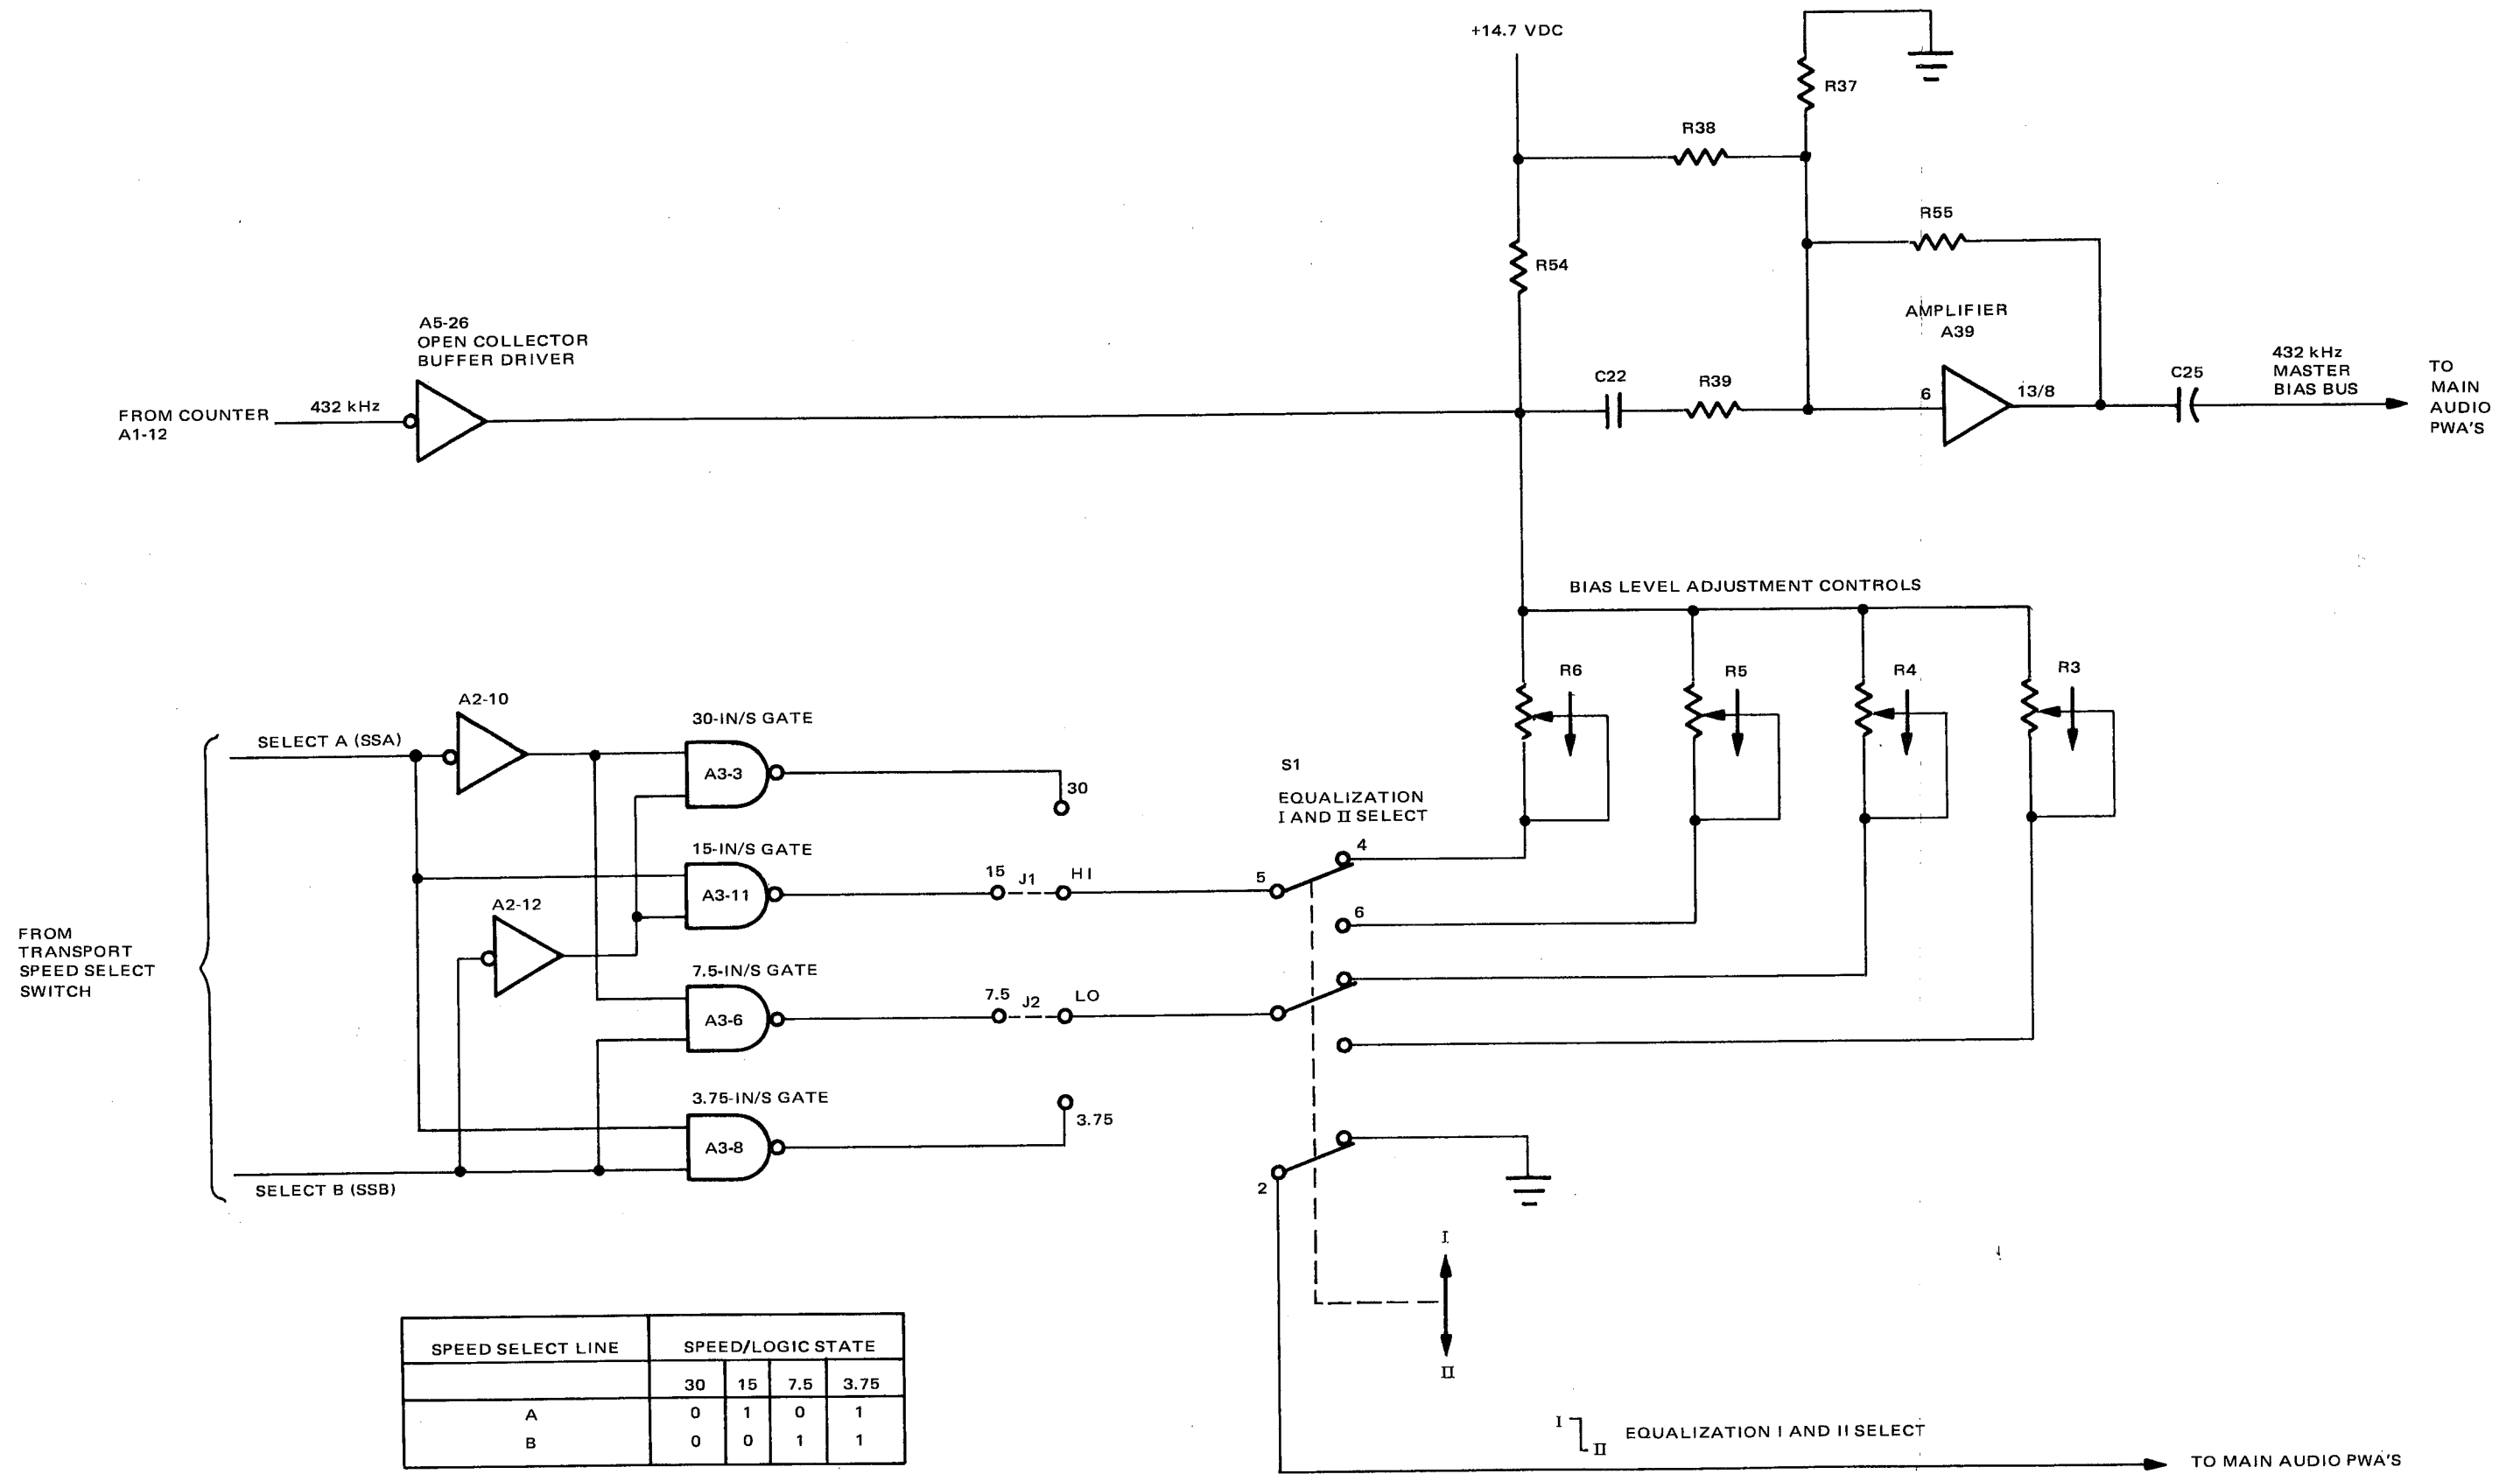 +14.7 VDC
R37
R38
R55
R54
AMPLIFIER
A39
A5-26
OPEN COLLECTOR
BUFFER DRIVER
FROM COUNTER
A1-12
432 kHz
C22
R39
6
13/8
C25
432 kHz
MASTER
BIAS BUS
TO
MAIN
AUDIO
PWA'S
BIAS LEVEL ADJUSTMENT CONTROLS
R6
R5
R4
R3
A2-10
SELECT A (SSA)
30-IN/S GATE
A3-3
30
S1
EQUALIZATION
I AND II SELECT
15-IN/S GATE
A3-11
15
J1
HI
5
4
6
A2-12
FROM
TRANSPORT
SPEED SELECT
SWITCH
7.5-IN/S GATE
A3-6
7.5
J2
LO
3.75-IN/S GATE
A3-8
3.75
SELECT B (SSB)
2
I
II
SPEED SELECT LINE
SPEED/LOGIC STATE
30 15 7.5 3.75
A 0 1 0 1
B 0 0 1 1
I
II
EQUALIZATION I AND II SELECT
TO MAIN AUDIO PWA'S